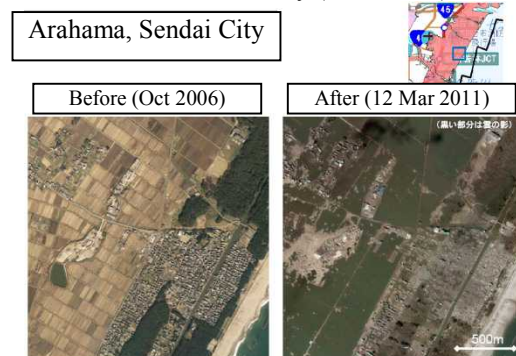 Arahama, Sendai City
45
4
Before (Oct 2006)
After (12 Mar 2011)
(黒い部分は雲の影)
500m